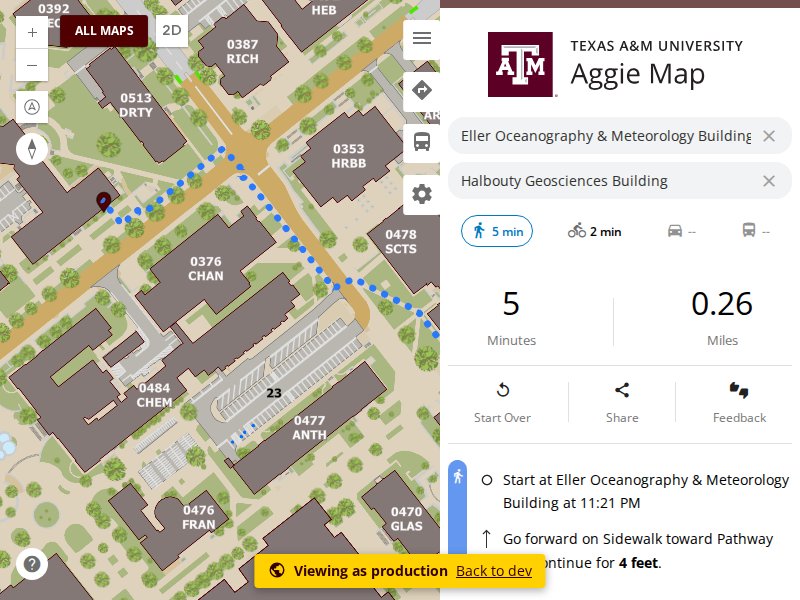 0392
HEB
ALL MAPS
2D
0387
RICH
0513
DRTY
0353
HRBB
0478
SCTS
0376
CHAN
0484
CHEM
23
0477
ANTH
0476
FRAN
0470
GLAS
TEXAS A&M UNIVERSITY
Aggie Map
Eller Oceanography & Meteorology Building
Halbouty Geosciences Building
5 min
2 min
--
--
5
0.26
Minutes
Miles
Start Over
Share
Feedback
Start at Eller Oceanography & Meteorology
Building at 11:21 PM
Go forward on Sidewalk toward Pathway
ontinue for 4 feet.
Viewing as production Back to dev